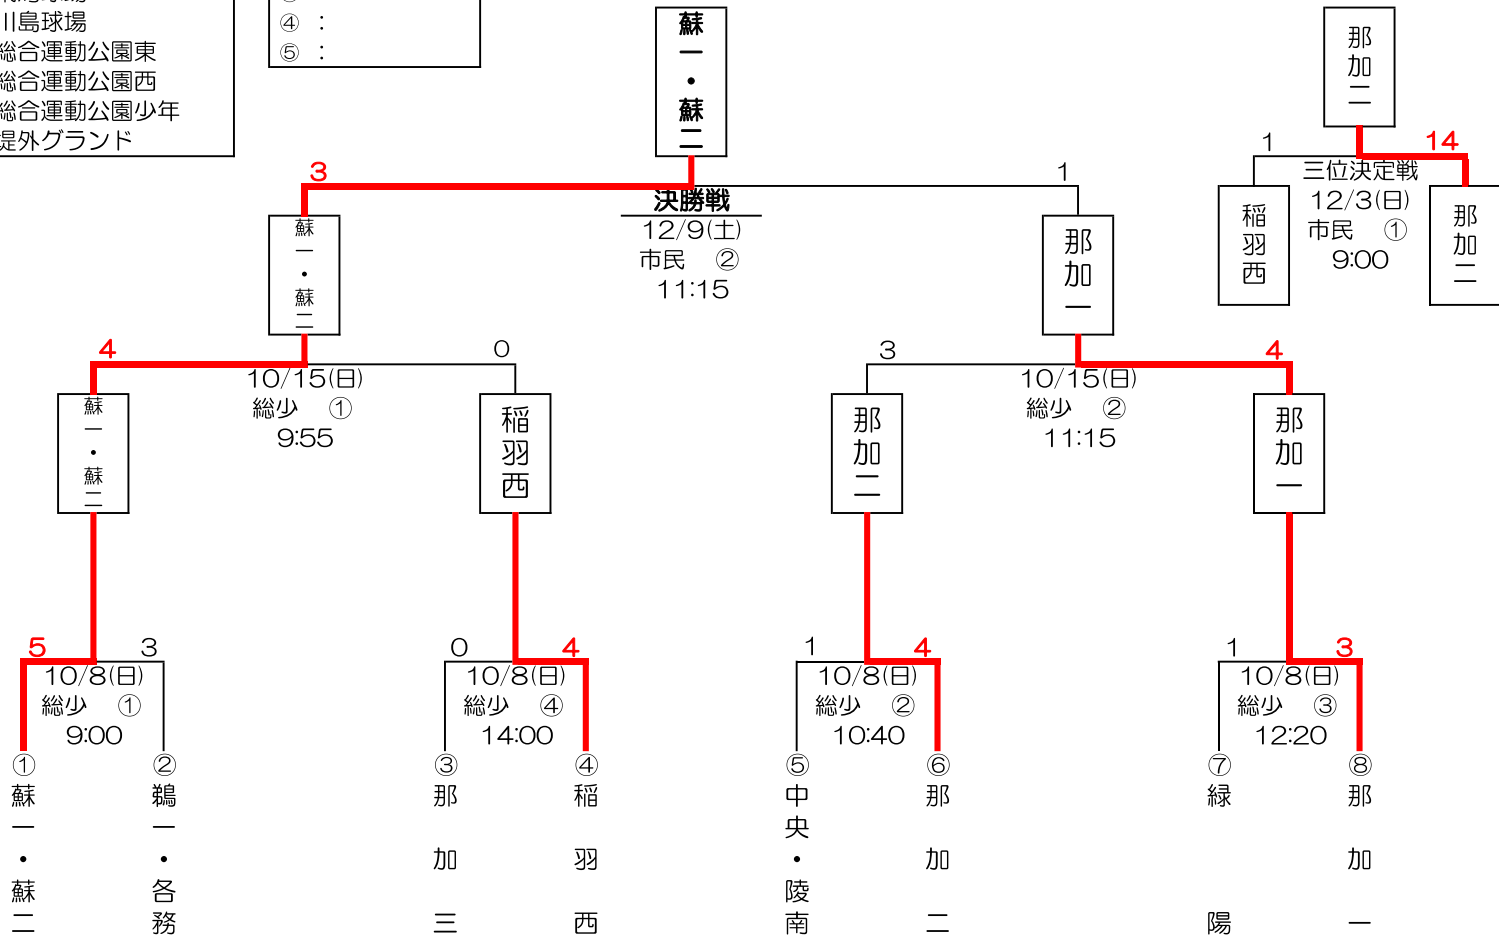 川島球場
総合運動公園東
総合運動公園西
総合運動公園少年
堤外グランド
④ :
⑤ :
蘇一・蘇二
那加二
3
1
決勝戦
12/9(土)
市民 ②
11:15
1
14
三位決定戦
12/3(日)
市民 ①
9:00
稲羽西
那加二
蘇一・蘇二
那加一
4
0
10/15(日)
総少 ①
9:55
3
4
10/15(日)
総少 ②
11:15
蘇一・蘇二
稲羽西
那加二
那加一
5
3
10/8(日)
総少 ①
9:00
0
4
10/8(日)
総少 ④
14:00
1
4
10/8(日)
総少 ②
10:40
1
3
10/8(日)
総少 ③
12:20
①
蘇一・蘇二
②
鵜一・各務
③
那加三
④
稲羽西
⑤
中央・陵南
⑥
那加二
⑦
緑陽
⑧
那加一